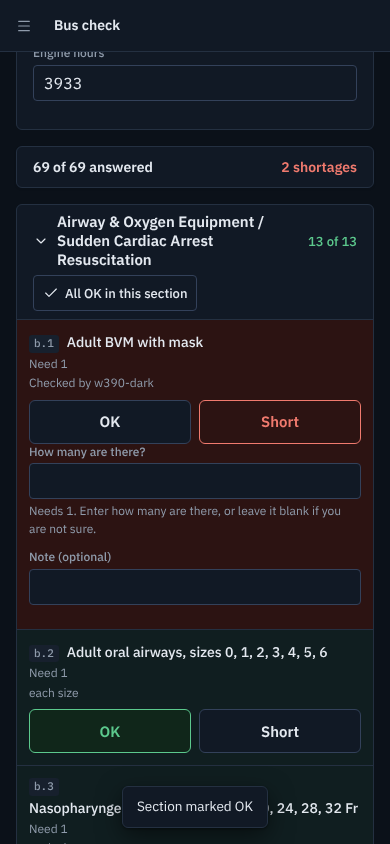 Bus check
Engine hours
3933
69 of 69 answered
2 shortages
Airway & Oxygen Equipment /
Sudden Cardiac Arrest
Resuscitation
13 of 13
All OK in this section
b.1 Adult BVM with mask
Need 1
Checked by w390-dark
OK
Short
How many are there?
Needs 1. Enter how many are there, or leave it blank if you
are not sure.
Note (optional)
b.2 Adult oral airways, sizes 0, 1, 2, 3, 4, 5, 6
Need 1
each size
OK
Short
b.3
24, 28, 32 Fr
Section marked OK
Need 1